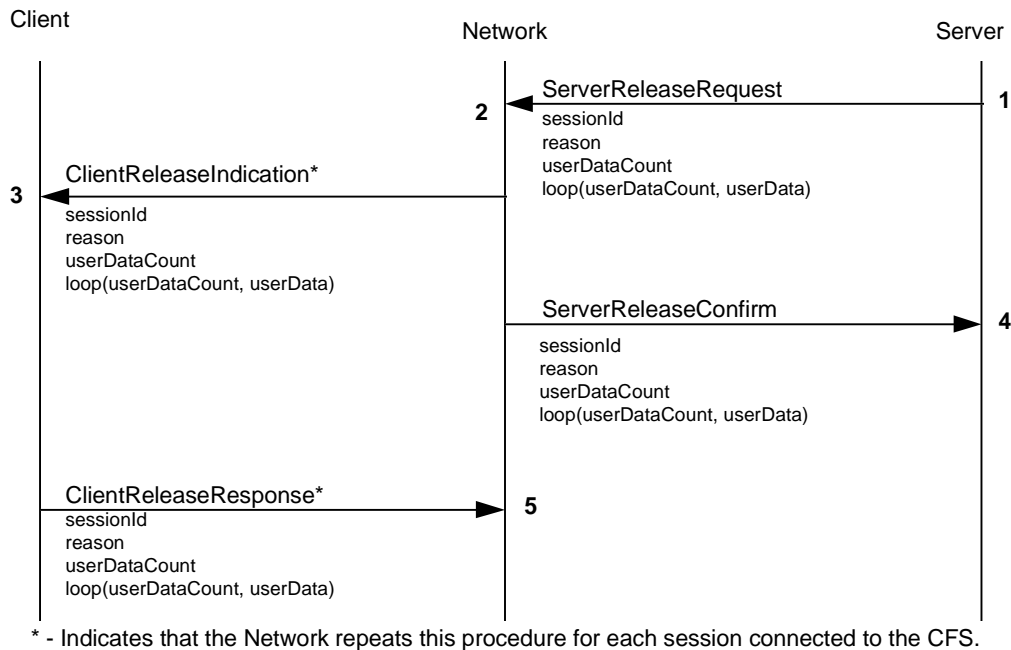 Client
Network
Server
ServerReleaseRequest
1
2
sessionId
reason
userDataCount
loop(userDataCount, userData)
ClientReleaseIndication*
3
sessionId
reason
userDataCount
loop(userDataCount, userData)
ServerReleaseConfirm
4
sessionId
reason
userDataCount
loop(userDataCount, userData)
ClientReleaseResponse*
5
sessionId
reason
userDataCount
loop(userDataCount, userData)
* - Indicates that the Network repeats this procedure for each session connected to the CFS.